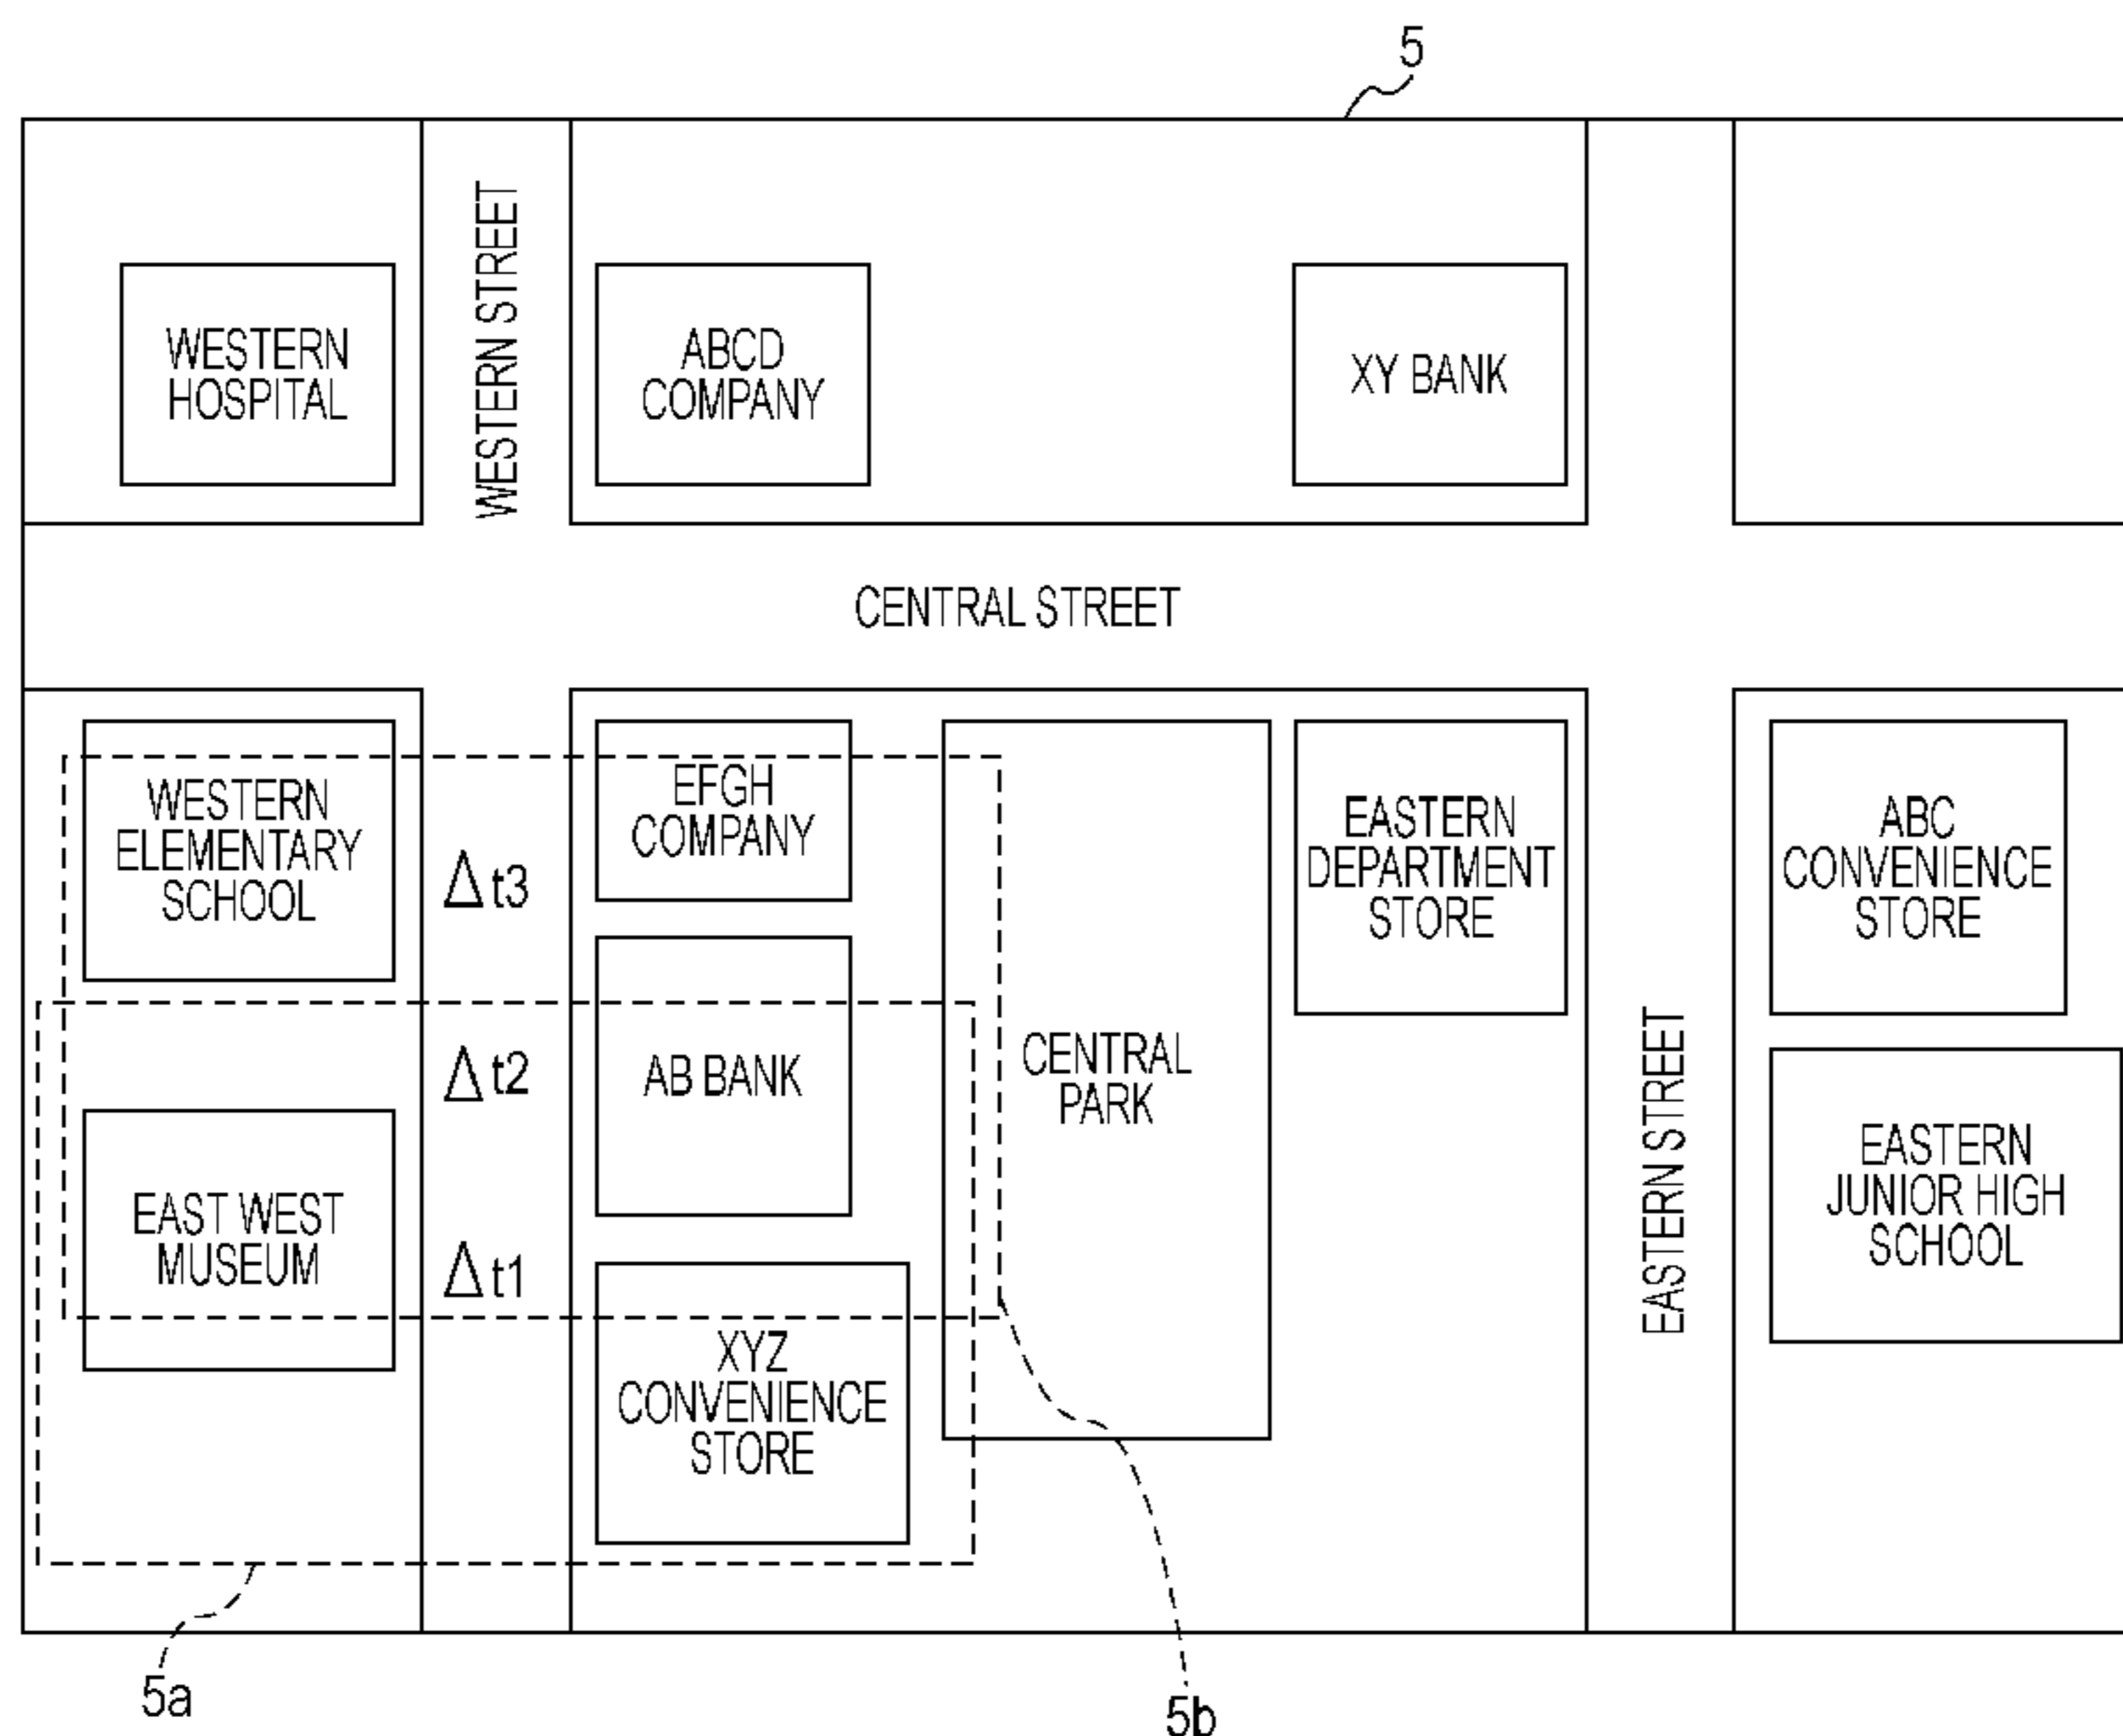 5
WESTERN
HOSPITAL
WESTERN STREET
ABCD
COMPANY
XY BANK
CENTRAL STREET
WESTERN
ELEMENTARY
SCHOOL
Δt3
EFGH
COMPANY
EASTERN
DEPARTMENT
STORE
ABC
CONVENIENCE
STORE
Δt2
AB BANK
CENTRAL
PARK
EASTERN STREET
EAST WEST
MUSEUM
Δt1
EASTERN
JUNIOR HIGH
SCHOOL
XYZ
CONVENIENCE
STORE
5a
5b